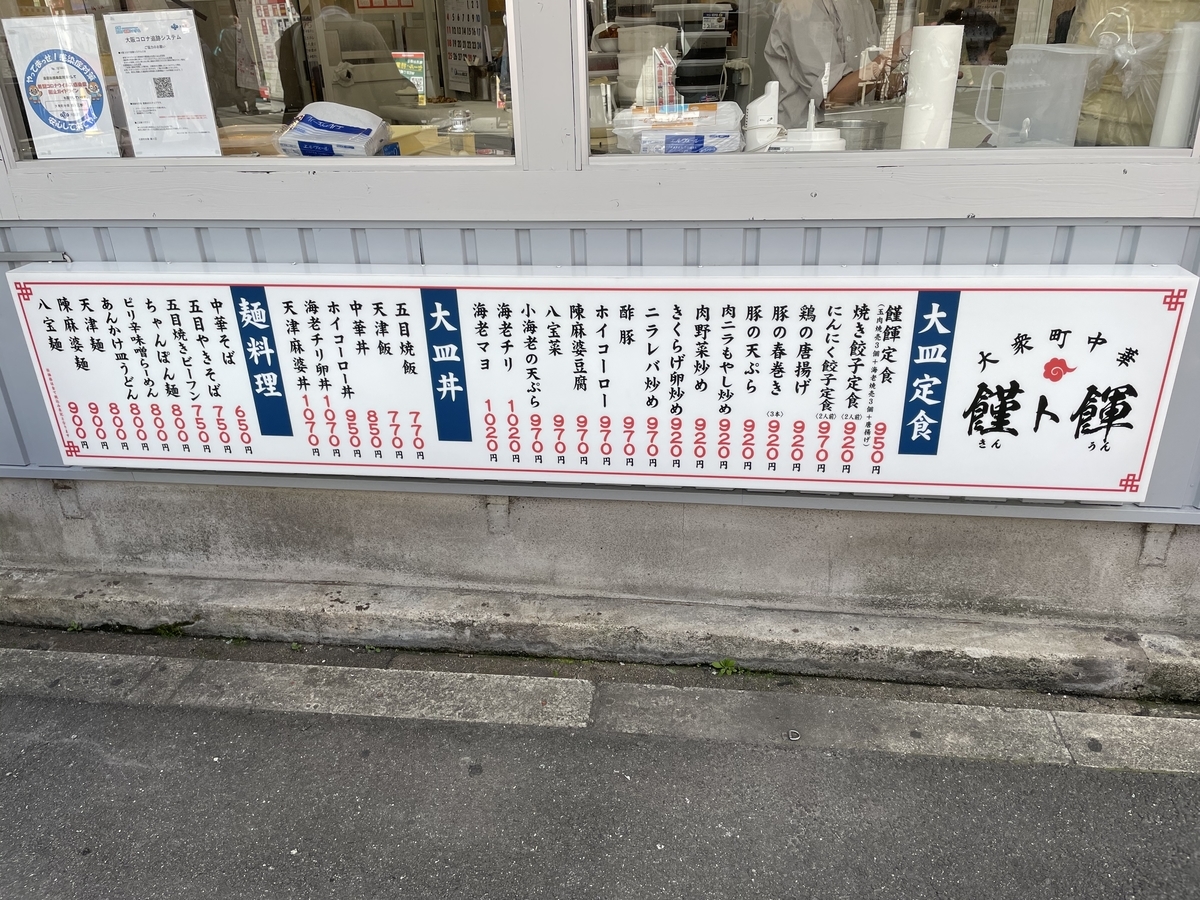 大阪コロナ追跡システム
大衆町中華
饉卜餫
きん
うん
大皿定食
饉餫定食
(玉肉焼売3個+海老焼売3個+唐揚げ)
950円
焼き餃子定食(2人前)920円
にんにく餃子定食(2人前)970円
鶏の唐揚げ 920円
豚の春巻き(3本)920円
豚の天ぷら 920円
肉ニラもやし炒め 920円
肉野菜炒め 920円
きくらげ卵炒め 920円
ニラレバ炒め 970円
酢豚 970円
ホイコーロー 970円
陳麻婆豆腐 970円
八宝菜 970円
小海老の天ぷら 970円
海老チリ 1020円
海老マヨ 1020円
大皿丼
五目焼飯 770円
天津飯 770円
中華丼 850円
ホイコーロー丼 950円
海老チリ卵丼 1070円
天津麻婆丼 1070円
麺料理
中華そば 650円
五目やきそば 750円
五目焼きビーフン 750円
ちゃんぽん麺 800円
ピリ辛味噌らーめん 800円
あんかけ皿うどん 800円
天津麺 800円
陳麻婆麺 900円
八宝麺 900円